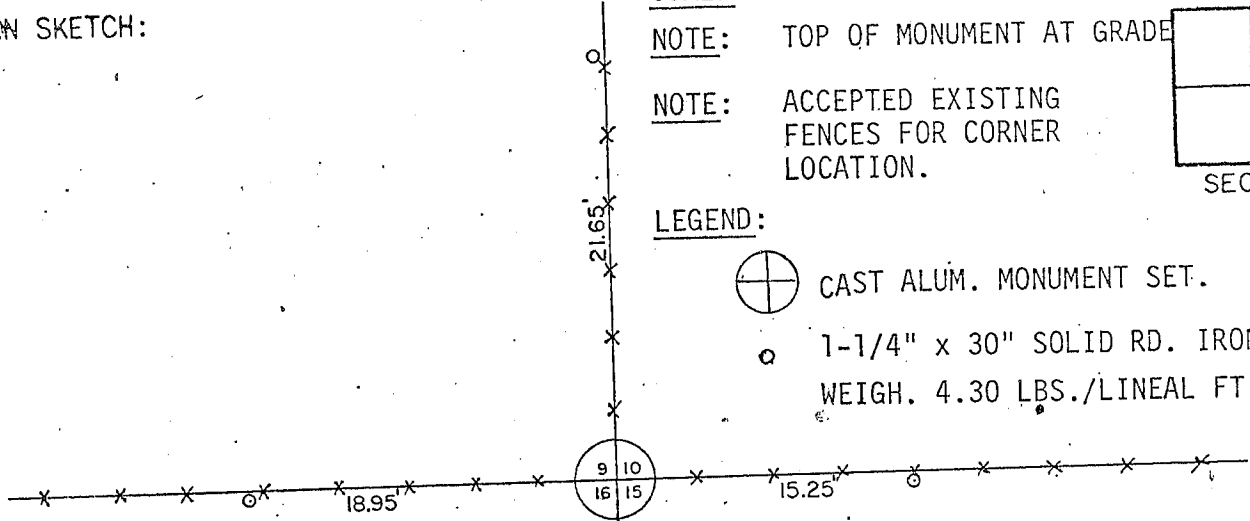 SKETCH:
NOTE: TOP OF MONUMENT AT GRADE
NOTE: ACCEPTED EXISTING
FENCES FOR CORNER
LOCATION.
SEC
LEGEND:
21.65'
CAST ALUM. MONUMENT SET.
1-1/4" x 30" SOLID RD. IRON
WEIGH. 4.30 LBS./LINEAL FT
9 10
16 15
18.95'
15.25'